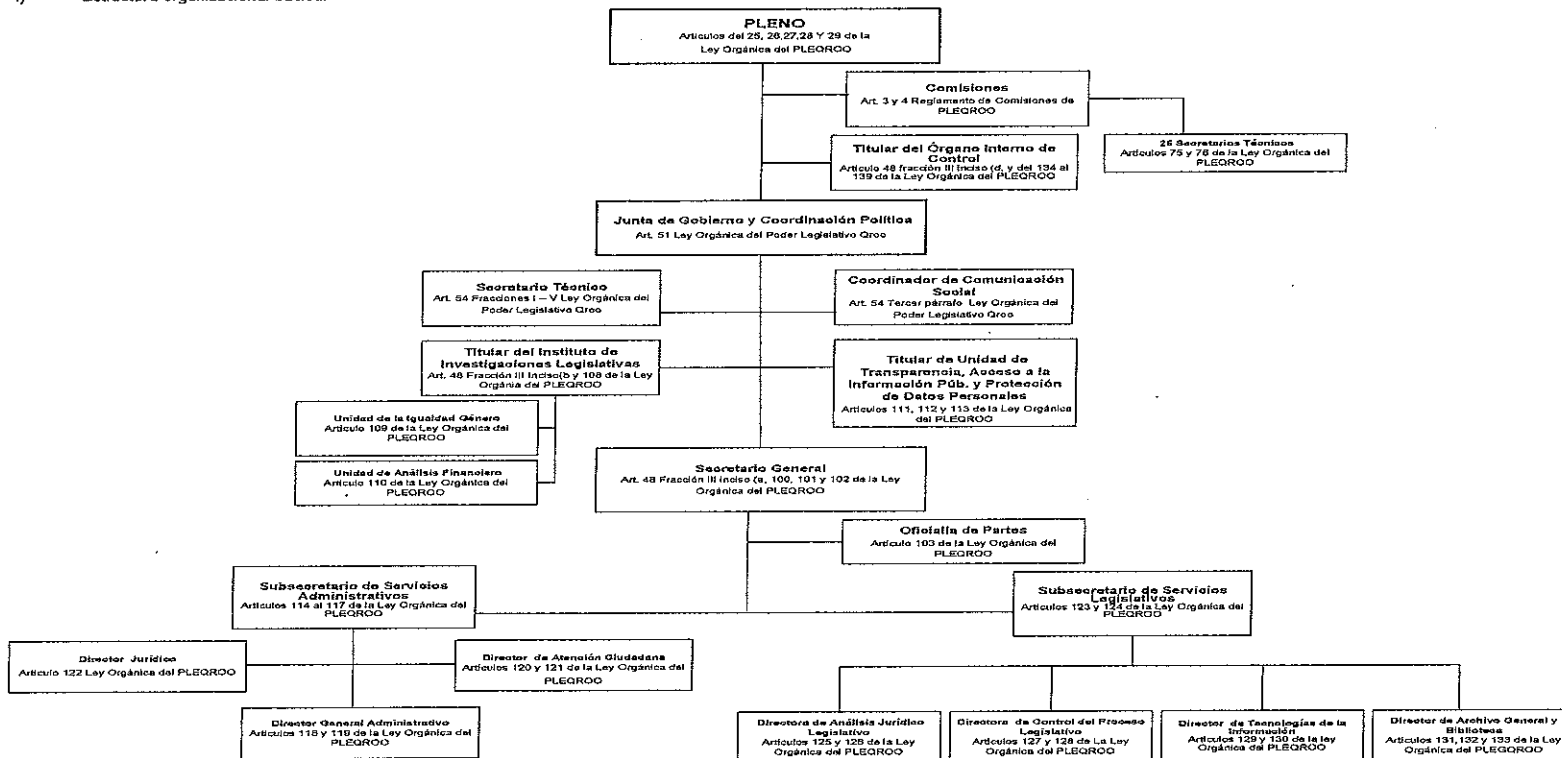 Estructura organizacional básica.
PLENO
Artículos del 25, 26,27,28 Y 29 de la
Ley Orgánica del PLEQROO
Comisiones
Art. 3 y 4 Reglamento de Comisiones de
PLEQROO
26 Secretarios Técnicos
Artículos 75 y 76 de la Ley Orgánica del
PLEQROO
Titular del Órgano Interno de
Control
Artículo 48 fracción III Inciso (d, y del 134 al
139 de la Ley Orgánica del PLEQROO
Junta de Gobierno y Coordinación Política
Art. 51 Ley Orgánica del Poder Legislativo Qroo
Secretario Técnico
Art. 54 Fracciones I – V Ley Orgánica del
Poder Legislativo Qroo
Coordinador de Comunicación
Social
Art. 54 Tercer párrafo Ley Orgánica del
Poder Legislativo Qroo
Titular del Instituto de
Investigaciones Legislativas
Art. 48 Fracción III Inciso(b y 108 de la Ley
Orgánia del PLEQROO
Titular de Unidad de
Transparencia, Acceso a la
Información Púb. y Protección
de Datos Personales
Artículos 111, 112 y 113 de la Ley Orgánica
del PLEQROO
Unidad de la Igualdad Género
Artículo 109 de la Ley Orgánica del
PLEQROO
Unidad de Análisis Financiero
Artículo 110 de la Ley Orgánica del
PLEQROO
Secretario General
Art. 48 Fracción III inciso (a, 100, 101 y 102 de la Ley
Orgánica del PLEQROO
Oficialía de Partes
Artículo 103 de la Ley Orgánica del
PLEQROO
Subsecretario de Servicios
Administrativos
Artículos 114 al 117 de la Ley Orgánica del
PLEQROO
Subsecretario de Servicios
Legislativos
Artículos 123 y 124 de la Ley Orgánica del
PLEQROO
Director Jurídico
Artículo 122 Ley Orgánica del PLEQROO
Director de Atención Ciudadana
Artículos 120 y 121 de la Ley Orgánica del
PLEQROO
Director General Administrativo
Artículos 118 y 119 de la Ley Orgánica del
PLEQROO
Directora de Análisis Jurídico
Legislativo
Artículos 125 y 126 de la Ley
Orgánica del PLEQROO
Directora de Control del Proceso
Legislativo
Artículos 127 y 128 de La Ley
Orgánica del PLEQROO
Director de Tecnologías de la
Información
Artículos 129 y 130 de la ley
Orgánica del PLEQROO
Director de Archivo General y
Biblioteca
Artículos 131,132 y 133 de la Ley
Orgánica del PLEGQROO